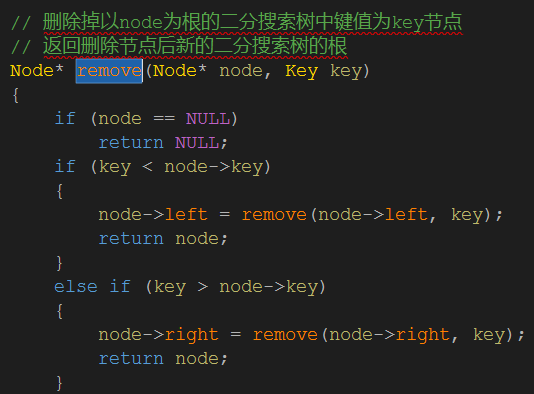 // 删除掉以node为根的二分搜索树中键值为key节点
// 返回删除节点后新的二分搜索树的根
Node* remove(Node* node, Key key)
{
    if (node == NULL)
        return NULL;
    if (key < node->key)
    {
        node->left = remove(node->left, key);
        return node;
    }
    else if (key > node->key)
    {
        node->right = remove(node->right, key);
        return node;
    }